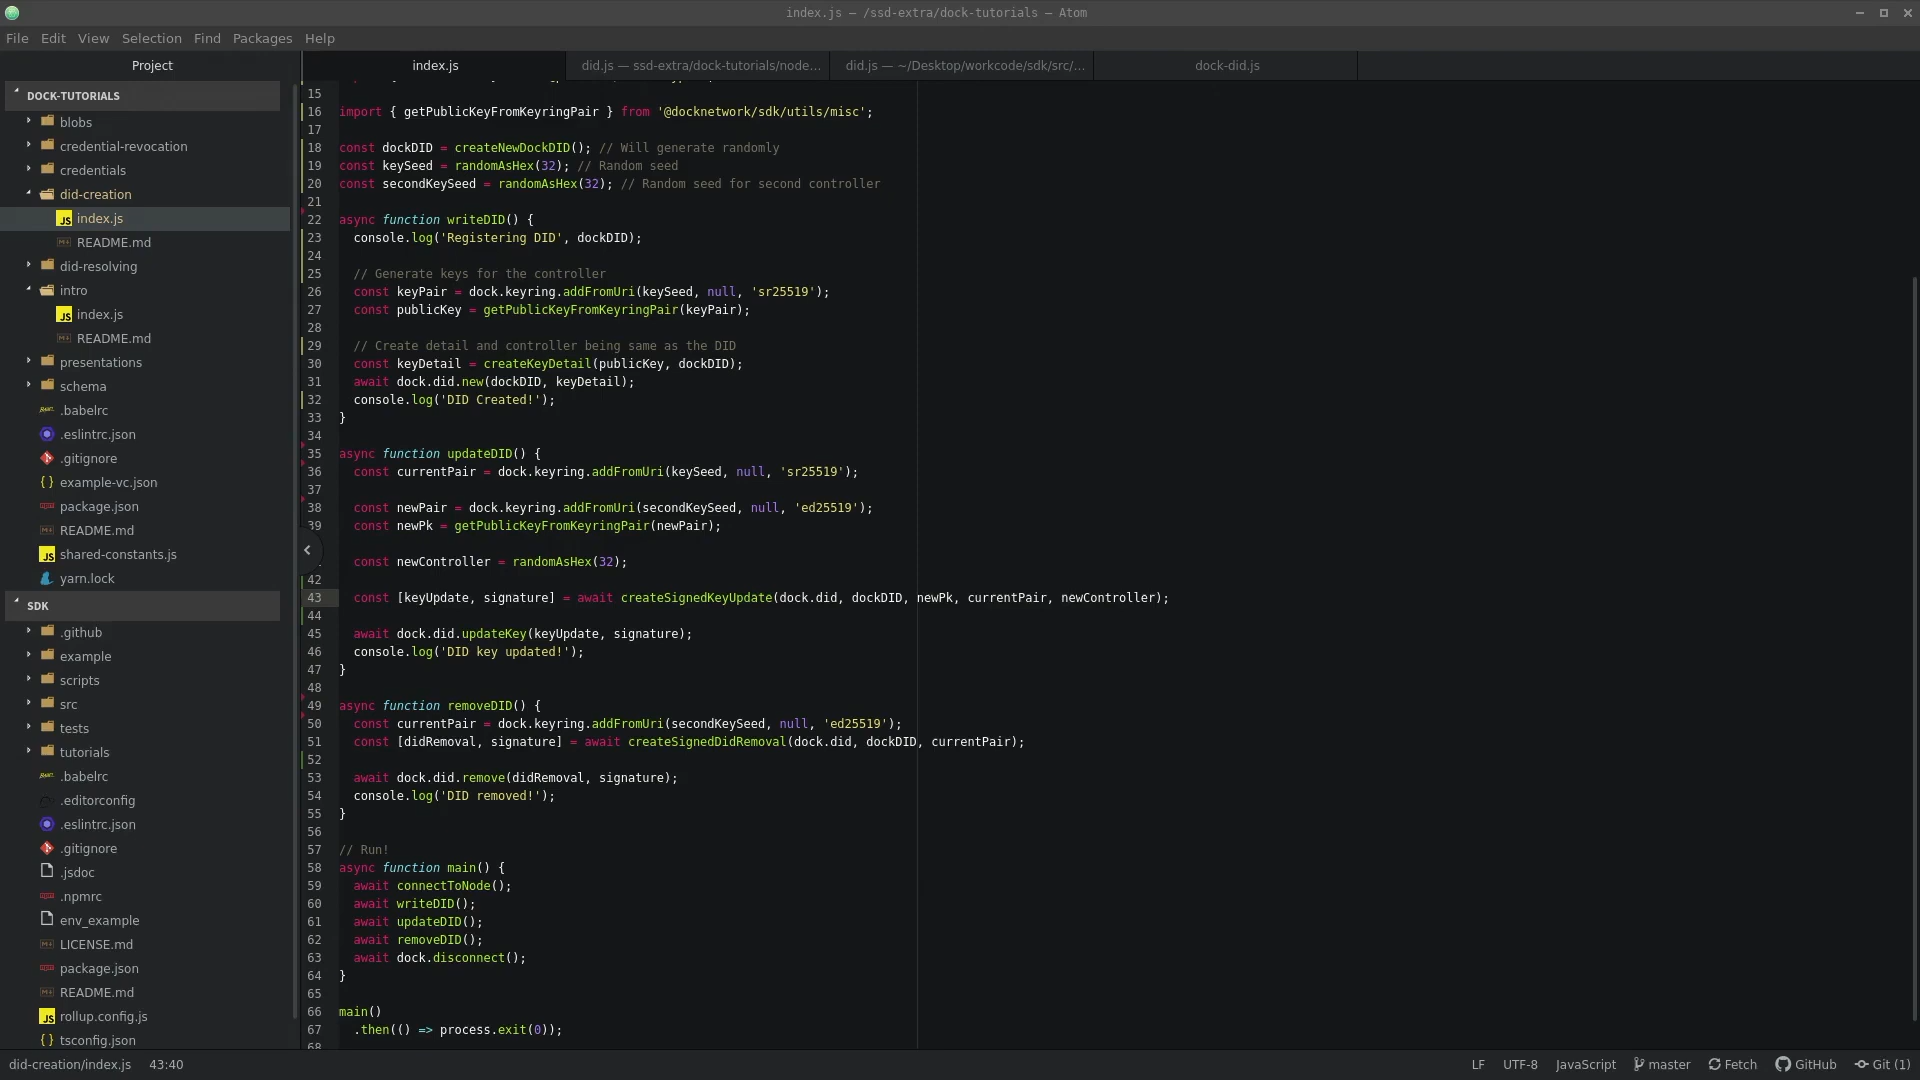 index.js — /ssd-extra/dock-tutorials — Atom
File Edit View Selection Find Packages Help
Project
index.js
did.js — ssd-extra/dock-tutorials/node...
did.js — ~/Desktop/workcode/sdk/src/...
dock-did.js
DOCK-TUTORIALS
blobs
credential-revocation
credentials
did-creation
index.js
README.md
did-resolving
intro
index.js
README.md
presentations
schema
.babelrc
.eslintrc.json
.gitignore
example-vc.json
package.json
README.md
shared-constants.js
yarn.lock
SDK
.github
example
scripts
src
tests
tutorials
.babelrc
.editorconfig
.eslintrc.json
.gitignore
.jsdoc
.npmrc
env_example
LICENSE.md
package.json
README.md
rollup.config.js
tsconfig.json
15
16 import { getPublicKeyFromKeyringPair } from '@docknetwork/sdk/utils/misc';
17
18 const dockDID = createNewDockDID(); // Will generate randomly
19 const keySeed = randomAsHex(32); // Random seed
20 const secondKeySeed = randomAsHex(32); // Random seed for second controller
21
22 async function writeDID() {
23 console.log('Registering DID', dockDID);
24
25 // Generate keys for the controller
26 const keyPair = dock.keyring.addFromUri(keySeed, null, 'sr25519');
27 const publicKey = getPublicKeyFromKeyringPair(keyPair);
28
29 // Create detail and controller being same as the DID
30 const keyDetail = createKeyDetail(publicKey, dockDID);
31 await dock.did.new(dockDID, keyDetail);
32 console.log('DID Created!');
33 }
34
35 async function updateDID() {
36 const currentPair = dock.keyring.addFromUri(keySeed, null, 'sr25519');
37
38 const newPair = dock.keyring.addFromUri(secondKeySeed, null, 'ed25519');
39 const newPk = getPublicKeyFromKeyringPair(newPair);
const newController = randomAsHex(32);
42
43 const [keyUpdate, signature] = await createSignedKeyUpdate(dock.did, dockDID, newPk, currentPair, newController);
44
45 await dock.did.updateKey(keyUpdate, signature);
46 console.log('DID key updated!');
47 }
48
49 async function removeDID() {
50 const currentPair = dock.keyring.addFromUri(secondKeySeed, null, 'ed25519');
51 const [didRemoval, signature] = await createSignedDidRemoval(dock.did, dockDID, currentPair);
52
53 await dock.did.remove(didRemoval, signature);
54 console.log('DID removed!');
55 }
56
57 // Run!
58 async function main() {
59 await connectToNode();
60 await writeDID();
61 await updateDID();
62 await removeDID();
63 await dock.disconnect();
64 }
65
66 main()
67 .then(() => process.exit(0));
68
did-creation/index.js 43:40
LF UTF-8 JavaScript master Fetch GitHub Git (1)